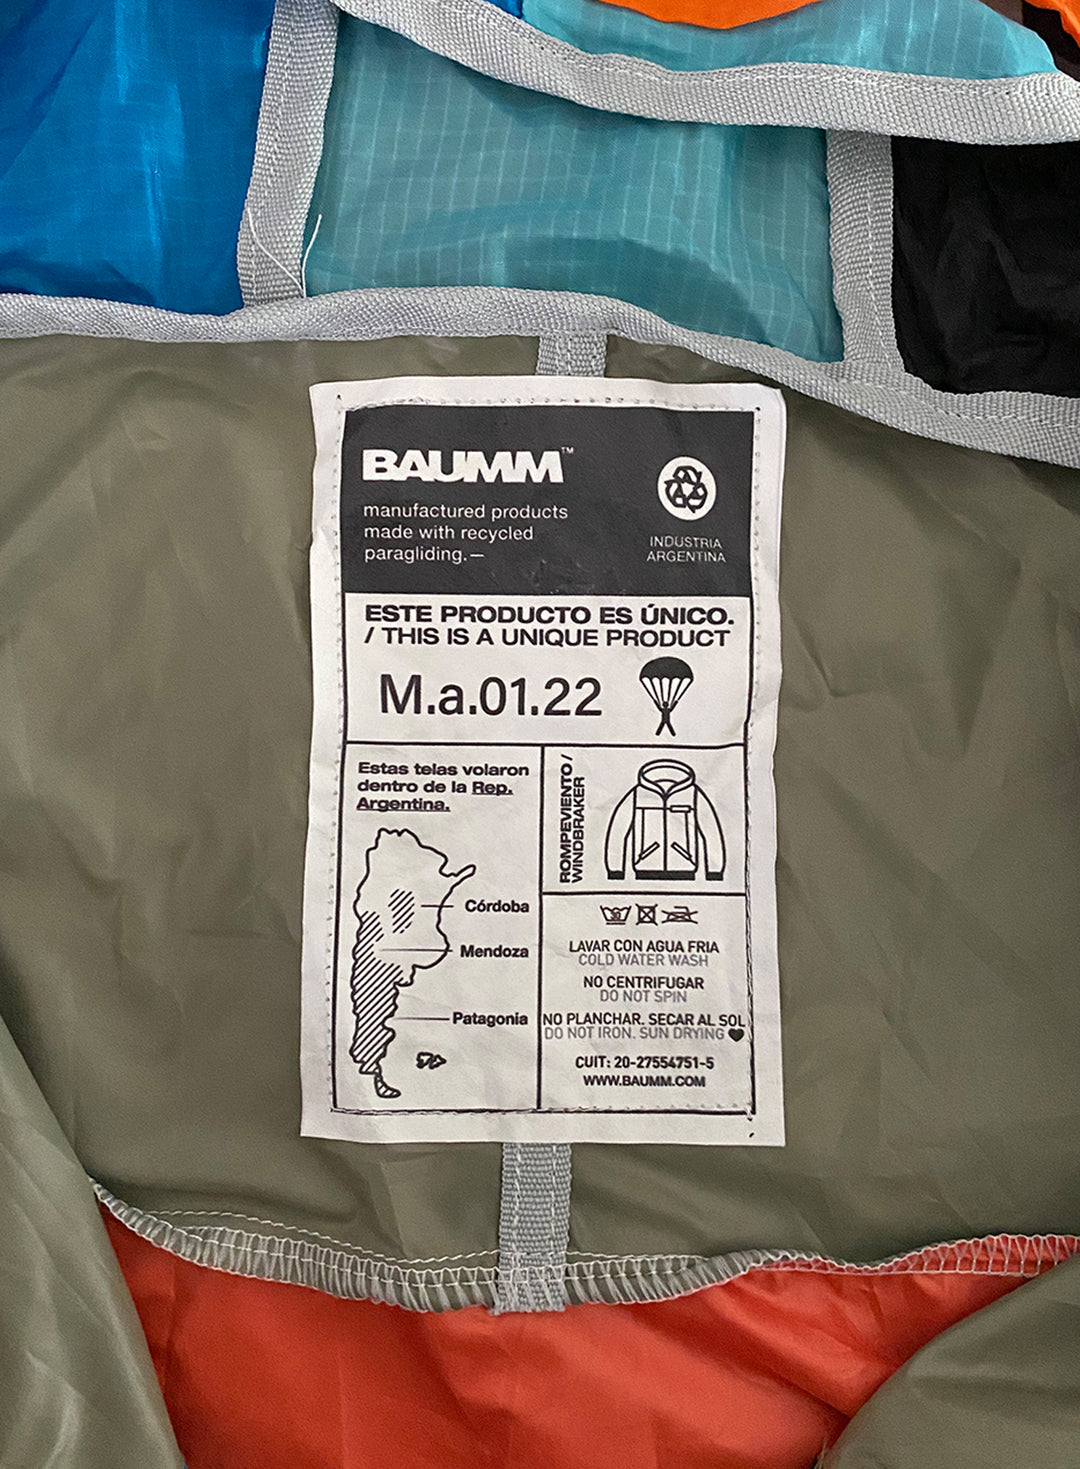 BAUMM™
manufactured products
made with recycled
paragliding.—
INDUSTRIA
ARGENTINA
ESTE PRODUCTO ES ÚNICO.
/ THIS IS A UNIQUE PRODUCT
M.a.01.22
Estas telas volaron
dentro de la Rep.
Argentina.
Córdoba
Mendoza
Patagonia
ROMPEVIENTO /
WINDBRAKER
LAVAR CON AGUA FRIA
COLD WATER WASH
NO CENTRIFUGAR
DO NOT SPIN
NO PLANCHAR. SECAR AL SOL
DO NOT IRON. SUN DRYING
CUIT: 20-27554751-5
WWW.BAUMM.COM